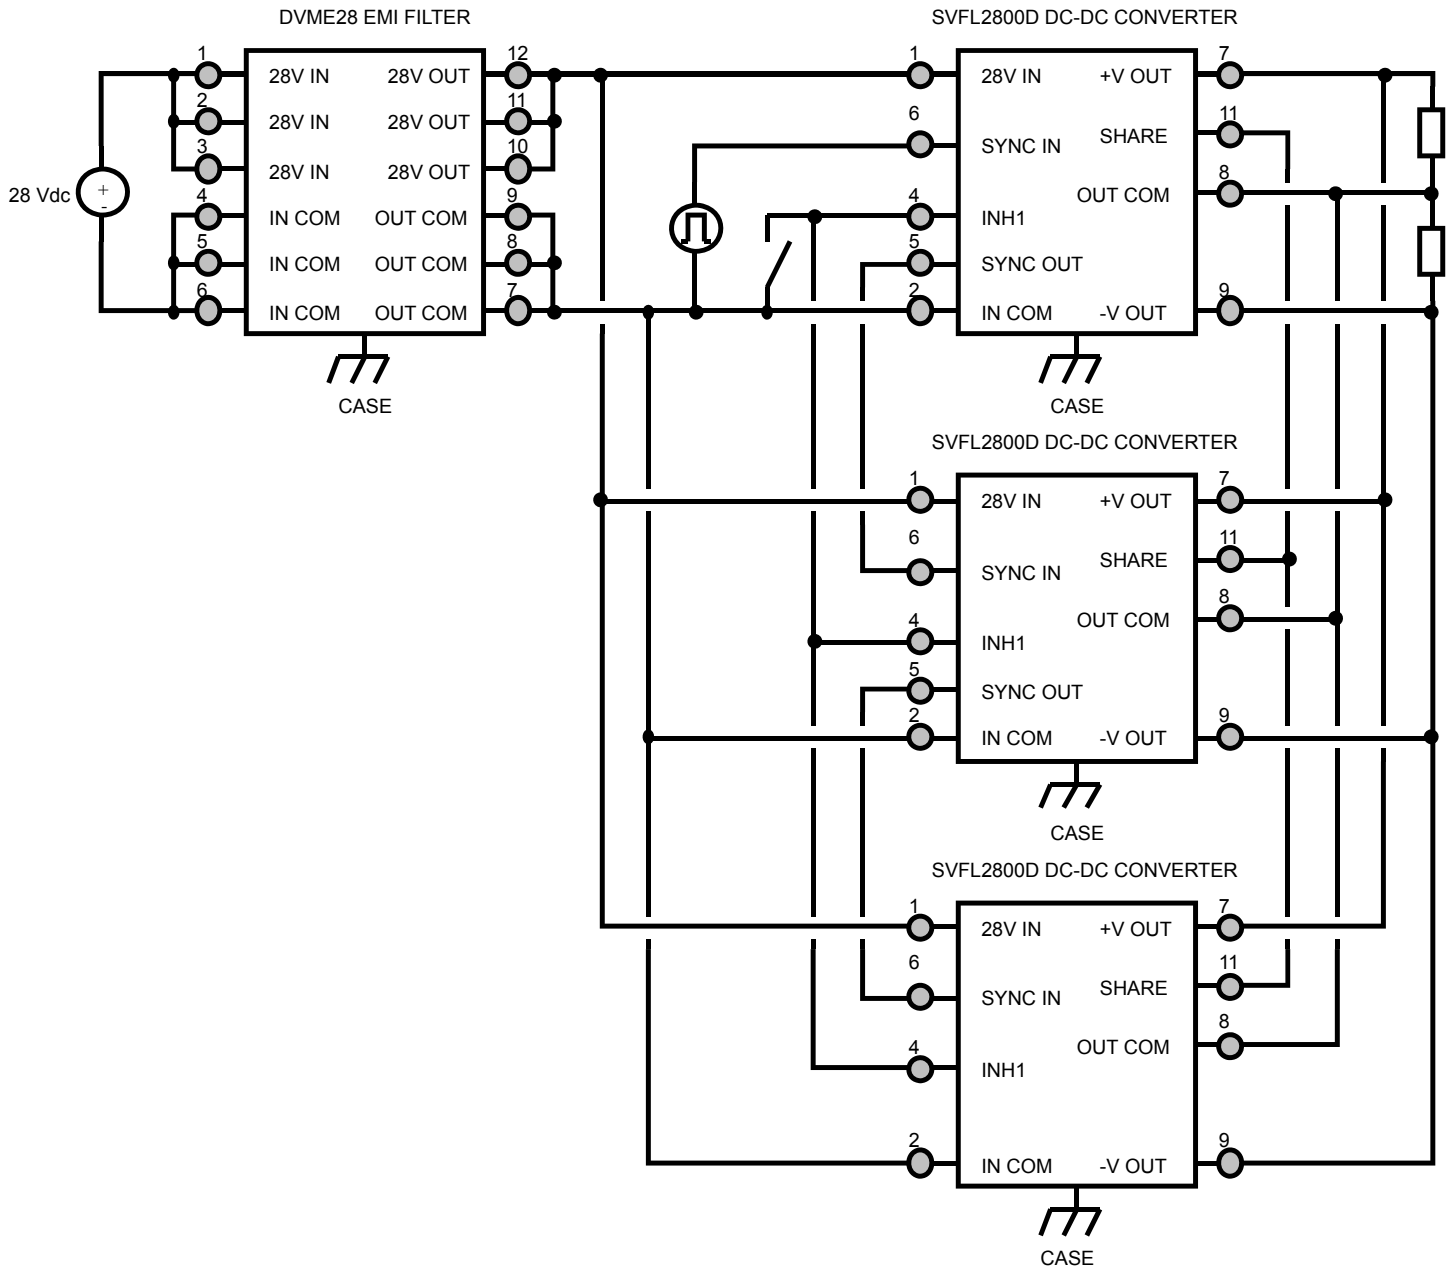 DVME28 EMI FILTER
1 12
28V IN 28V OUT
2 11
28V IN 28V OUT
3 10
28V IN 28V OUT
4 9
IN COM OUT COM
5 8
IN COM OUT COM
6 7
IN COM OUT COM
28 Vdc
+
-
CASE
SVFL2800D DC-DC CONVERTER
1 7
28V IN +V OUT
6 11
SYNC IN SHARE
8
OUT COM
4
INH1
5
SYNC OUT
2 9
IN COM -V OUT
CASE
SVFL2800D DC-DC CONVERTER
1 7
28V IN +V OUT
6 11
SYNC IN SHARE
8
OUT COM
4
INH1
5
SYNC OUT
2 9
IN COM -V OUT
CASE
SVFL2800D DC-DC CONVERTER
1 7
28V IN +V OUT
6 11
SYNC IN SHARE
8
OUT COM
4
INH1
2 9
IN COM -V OUT
CASE